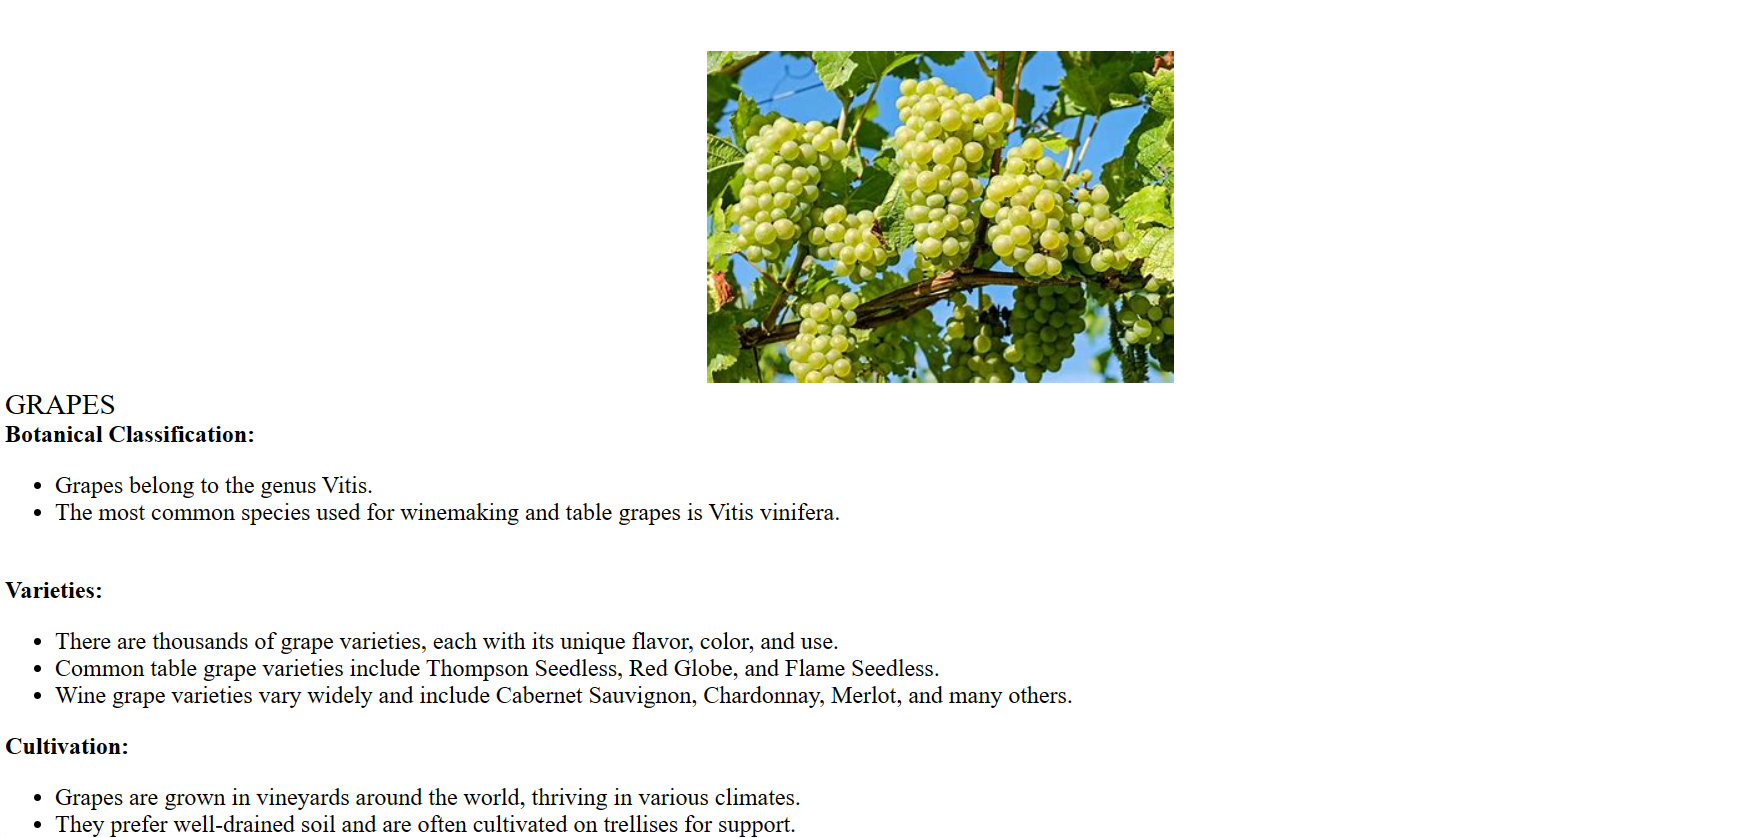 GRAPES
Botanical Classification:
Grapes belong to the genus Vitis.
The most common species used for winemaking and table grapes is Vitis vinifera.
Varieties:
There are thousands of grape varieties, each with its unique flavor, color, and use.
Common table grape varieties include Thompson Seedless, Red Globe, and Flame Seedless.
Wine grape varieties vary widely and include Cabernet Sauvignon, Chardonnay, Merlot, and many others.
Cultivation:
Grapes are grown in vineyards around the world, thriving in various climates.
They prefer well-drained soil and are often cultivated on trellises for support.